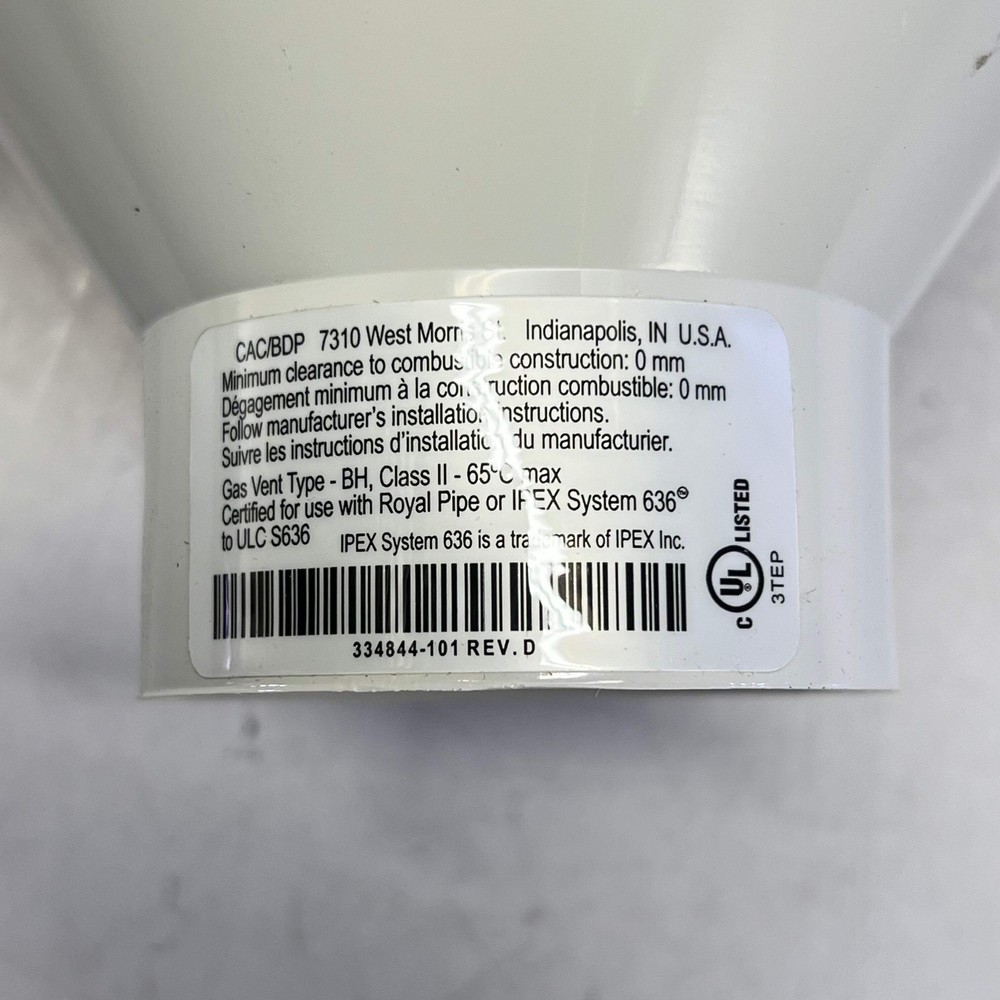 CAC/BDP 7310 West Morris St. Indianapolis, IN U.S.A.
Minimum clearance to combustible construction: 0 mm
Dégagement minimum à la construction combustible: 0 mm
Follow manufacturer's installation instructions.
Suivre les instructions d'installation du manufacturier.
Gas Vent Type - BH, Class II - 65°C max
Certified for use with Royal Pipe or IPEX System 636®
to ULC S636 IPEX System 636 is a trademark of IPEX Inc.
334844-101 REV. D
C UL ® LISTED
3TEP